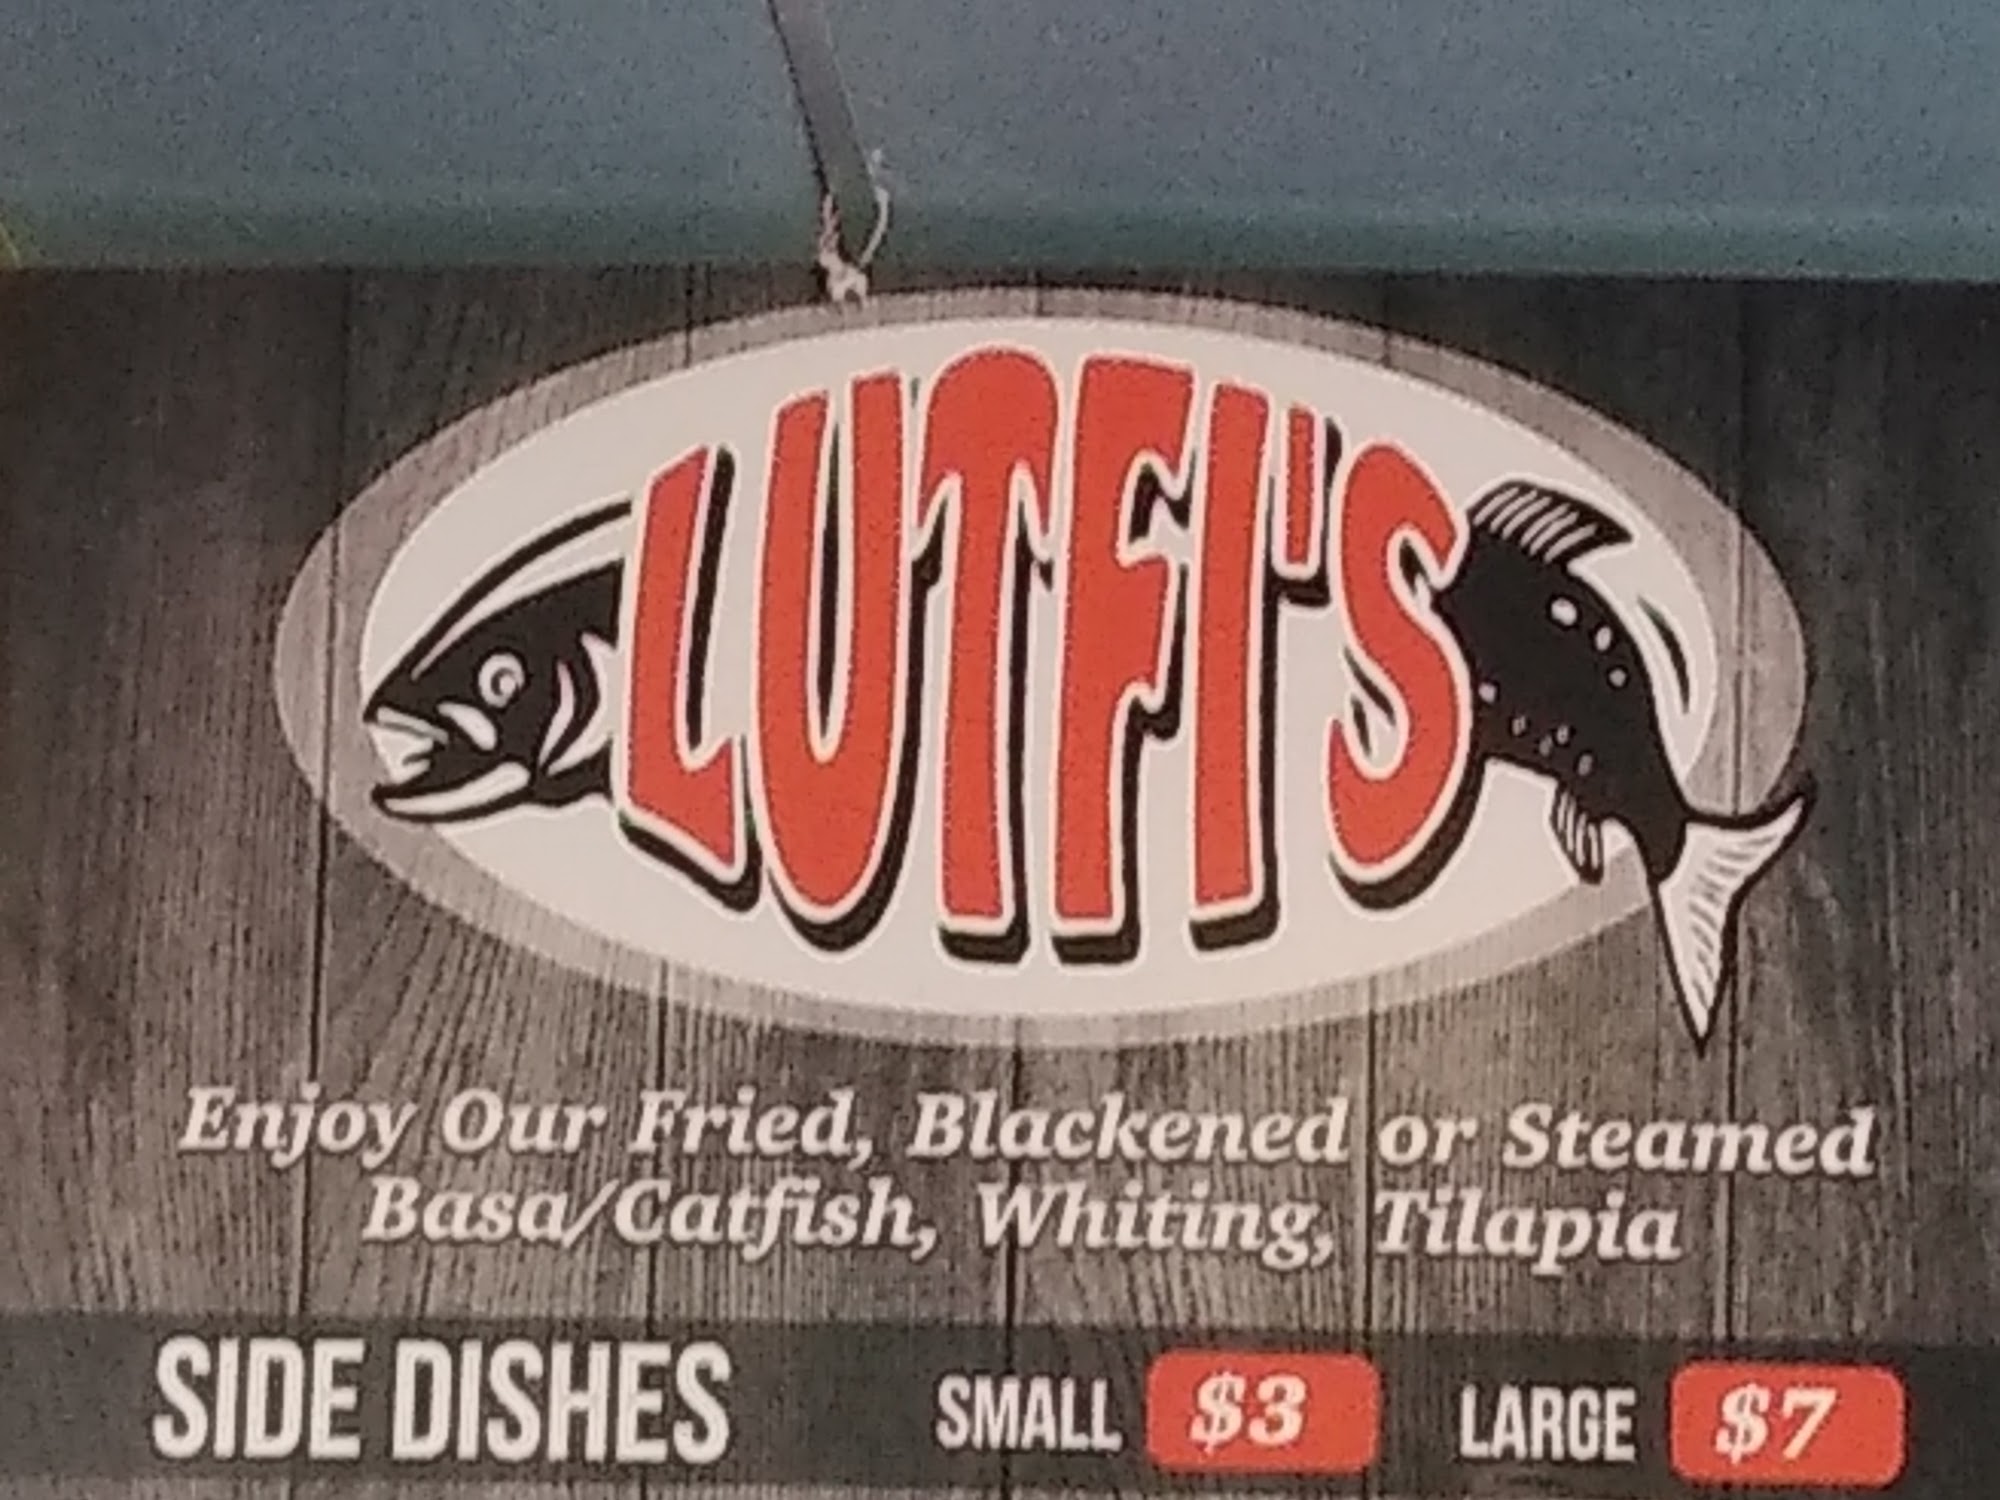 LUTFI'S
Enjoy Our Fried, Blackened or Steamed
Basa/Catfish, Whiting, Tilapia
SIDE DISHES SMALL $3 LARGE $7